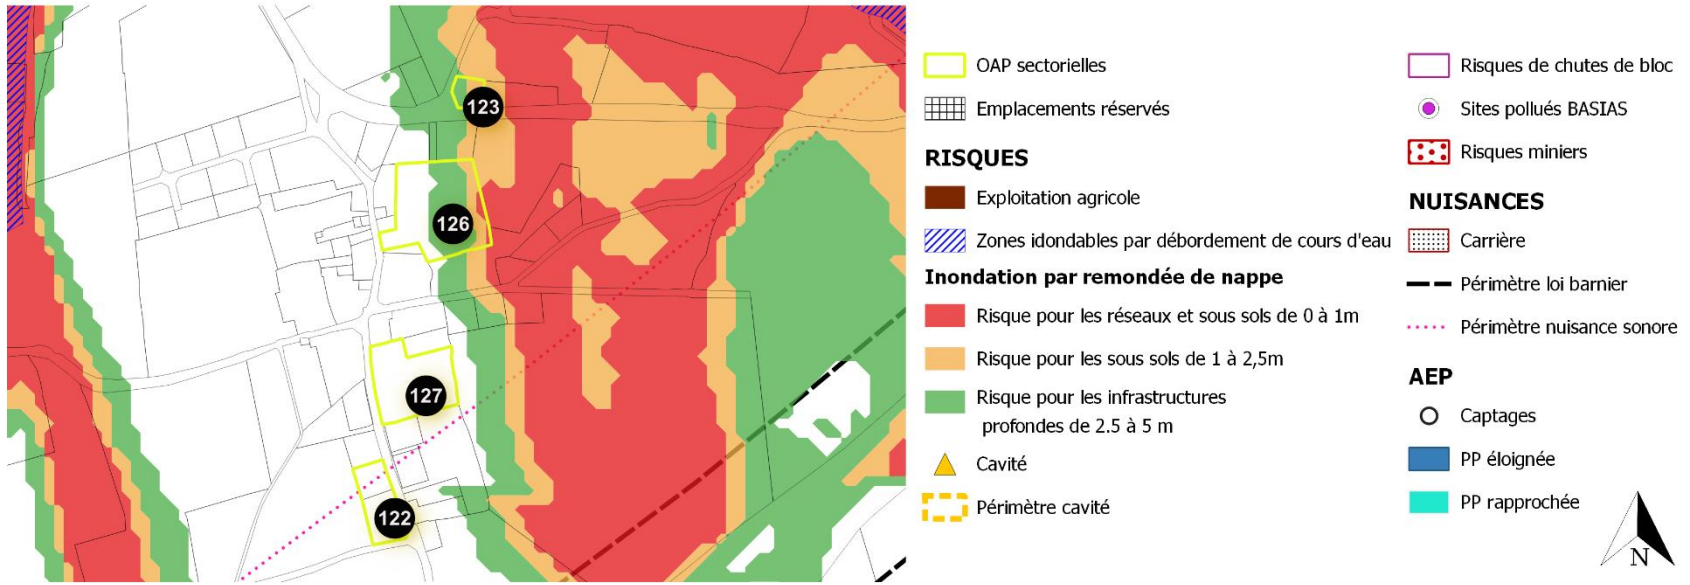 123
126
127
122
OAP sectorielles
Emplacements réservés
RISQUES
Exploitation agricole
Zones idondables par débordement de cours d'eau
Inondation par remondée de nappe
Risque pour les réseaux et sous sols de 0 à 1m
Risque pour les sous sols de 1 à 2,5m
Risque pour les infrastructures
profondes de 2.5 à 5 m
Cavité
Périmètre cavité
Risques de chutes de bloc
Sites pollués BASIAS
Risques miniers
NUISANCES
Carrière
Périmètre loi barnier
Périmètre nuisance sonore
AEP
Captages
PP éloignée
PP rapprochée
N